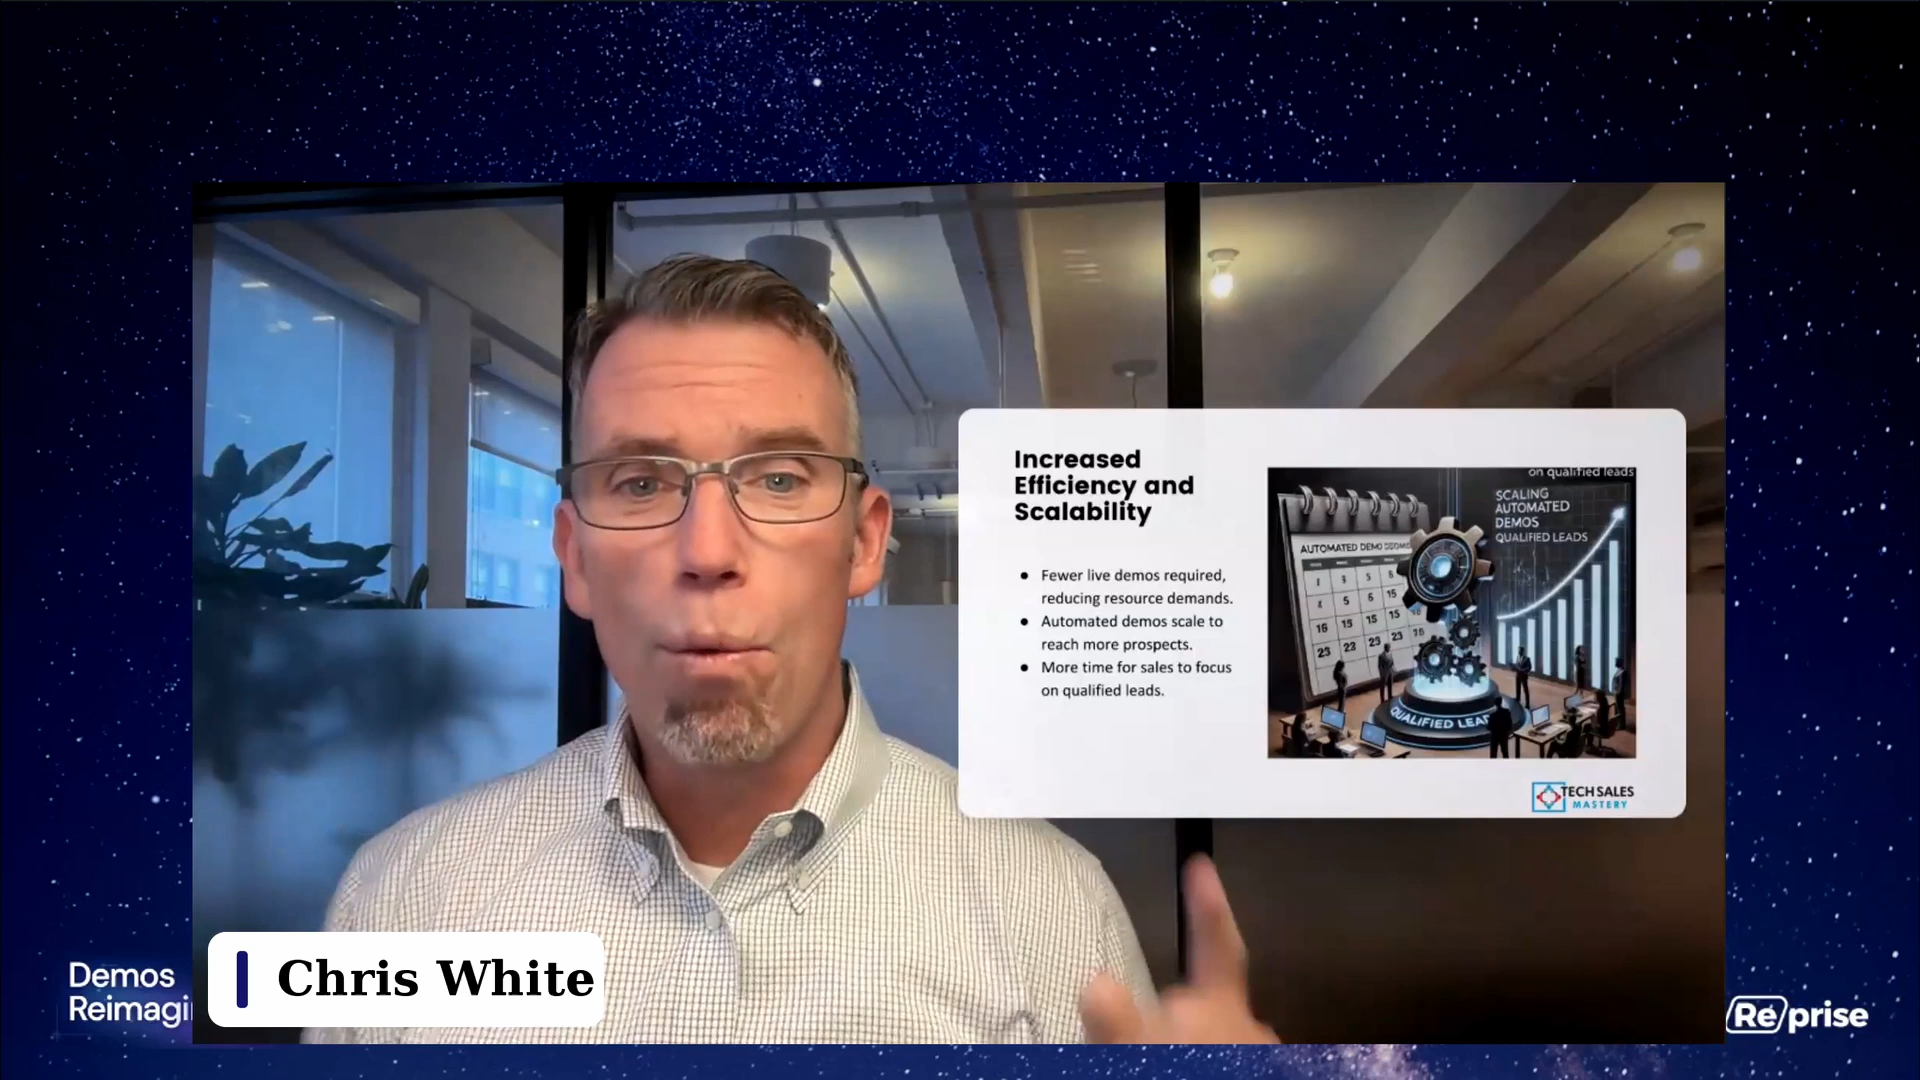 Increased
Efficiency and
Scalability
Fewer live demos required,
reducing resource demands.
Automated demos scale to
reach more prospects.
More time for sales to focus
on qualified leads.
on qualified leads
SCALING
AUTOMATED
DEMOS
QUALIFIED LEADS
AUTOMATED DEMO
QUALIFIED LEAD
TECH SALES
MASTERY
Chris White
Demos
Reimagi
Reprise